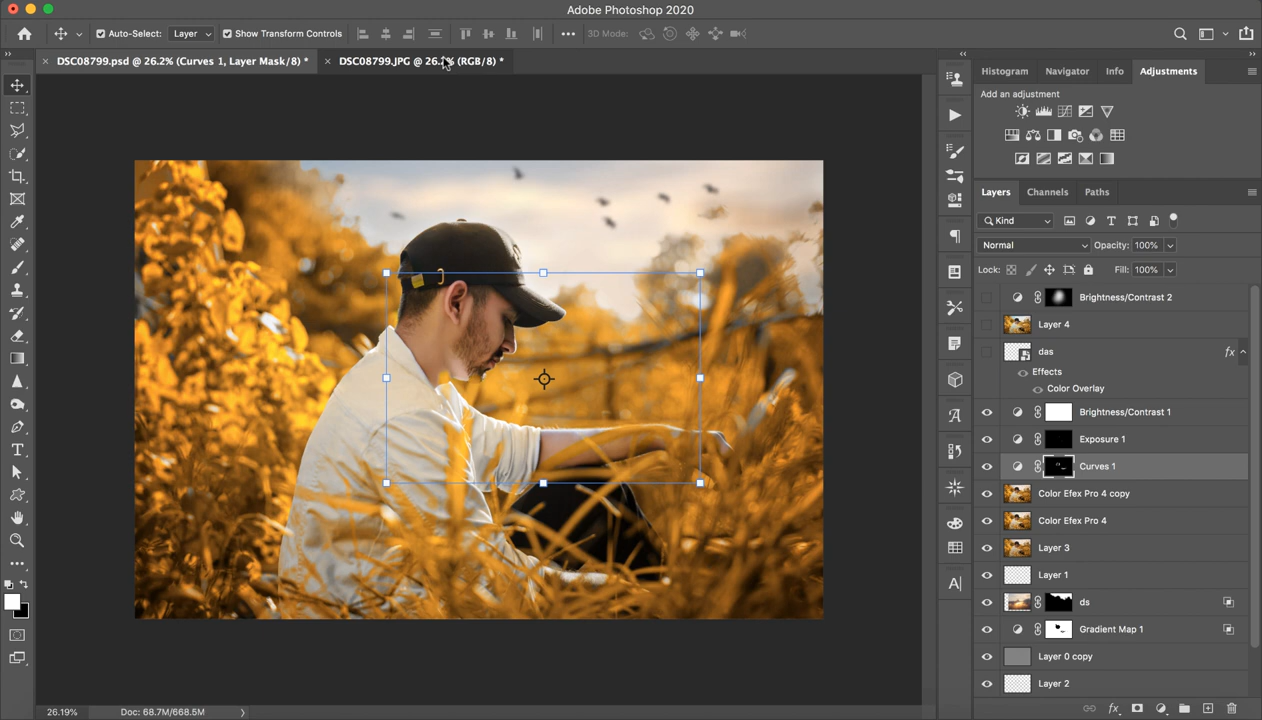 Adobe Photoshop 2020
Auto-Select: Layer Show Transform Controls 3D Mode:
DSC08799.psd @ 26.2% (Curves 1, Layer Mask/8) * DSC08799.JPG @ 26.2% (RGB/8) *
Histogram Navigator Info Adjustments
Add an adjustment
Layers Channels Paths
Kind
Normal Opacity: 100%
Lock: Fill: 100%
Brightness/Contrast 2
Layer 4
das fx
Effects
Color Overlay
Brightness/Contrast 1
Exposure 1
Curves 1
Color Efex Pro 4 copy
Color Efex Pro 4
Layer 3
Layer 1
ds
Gradient Map 1
Layer 0 copy
Layer 2
26.19% Doc: 68.7M/668.5M